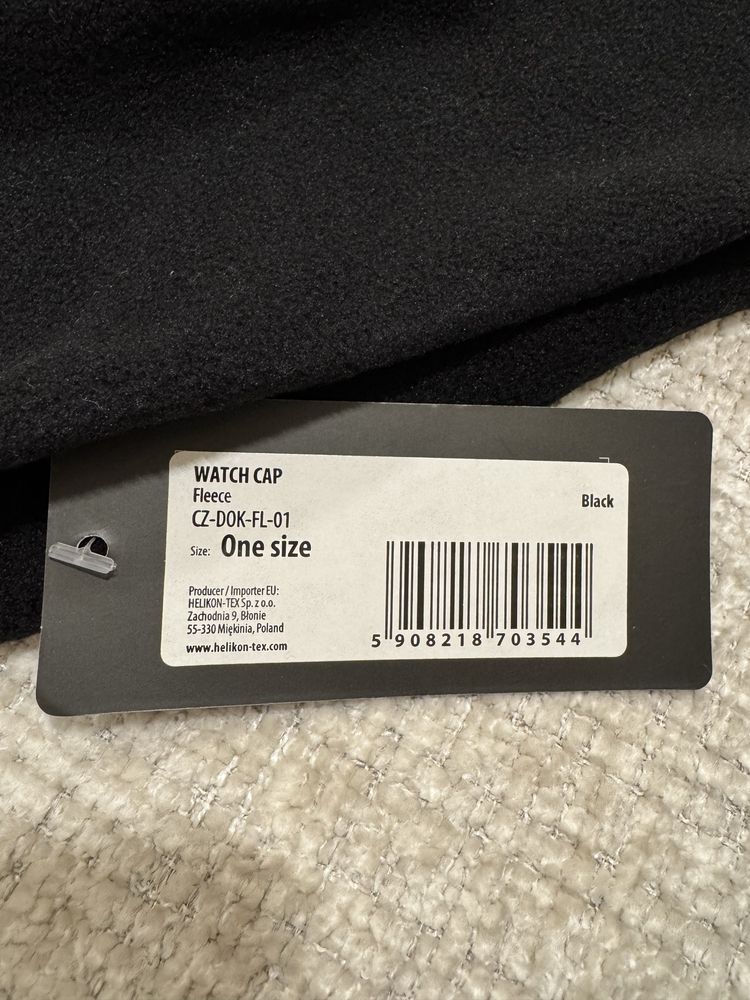 WATCH CAP
Fleece
Black
CZ-DOK-FL-01
Size: One size
Producer / Importer EU:
HELIKON-TEX Sp. z o.o.
Zachodnia 9, Błonie
55-330 Miękinia, Poland
www.helikon-tex.com
5 908218 703544